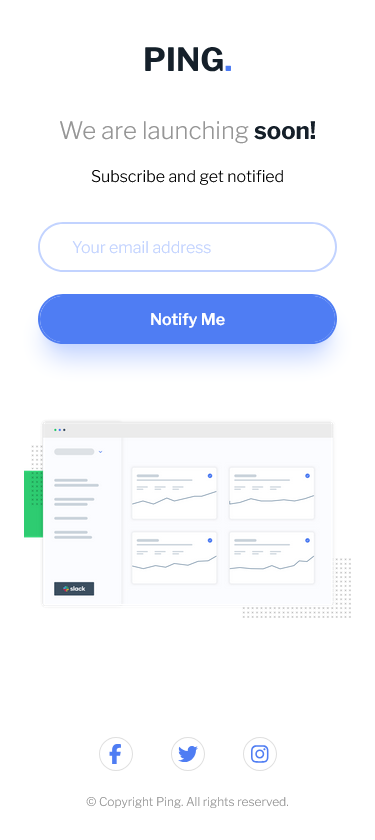 PING.
We are launching soon!
Subscribe and get notified
Your email address
Notify Me
slack
© Copyright Ping. All rights reserved.